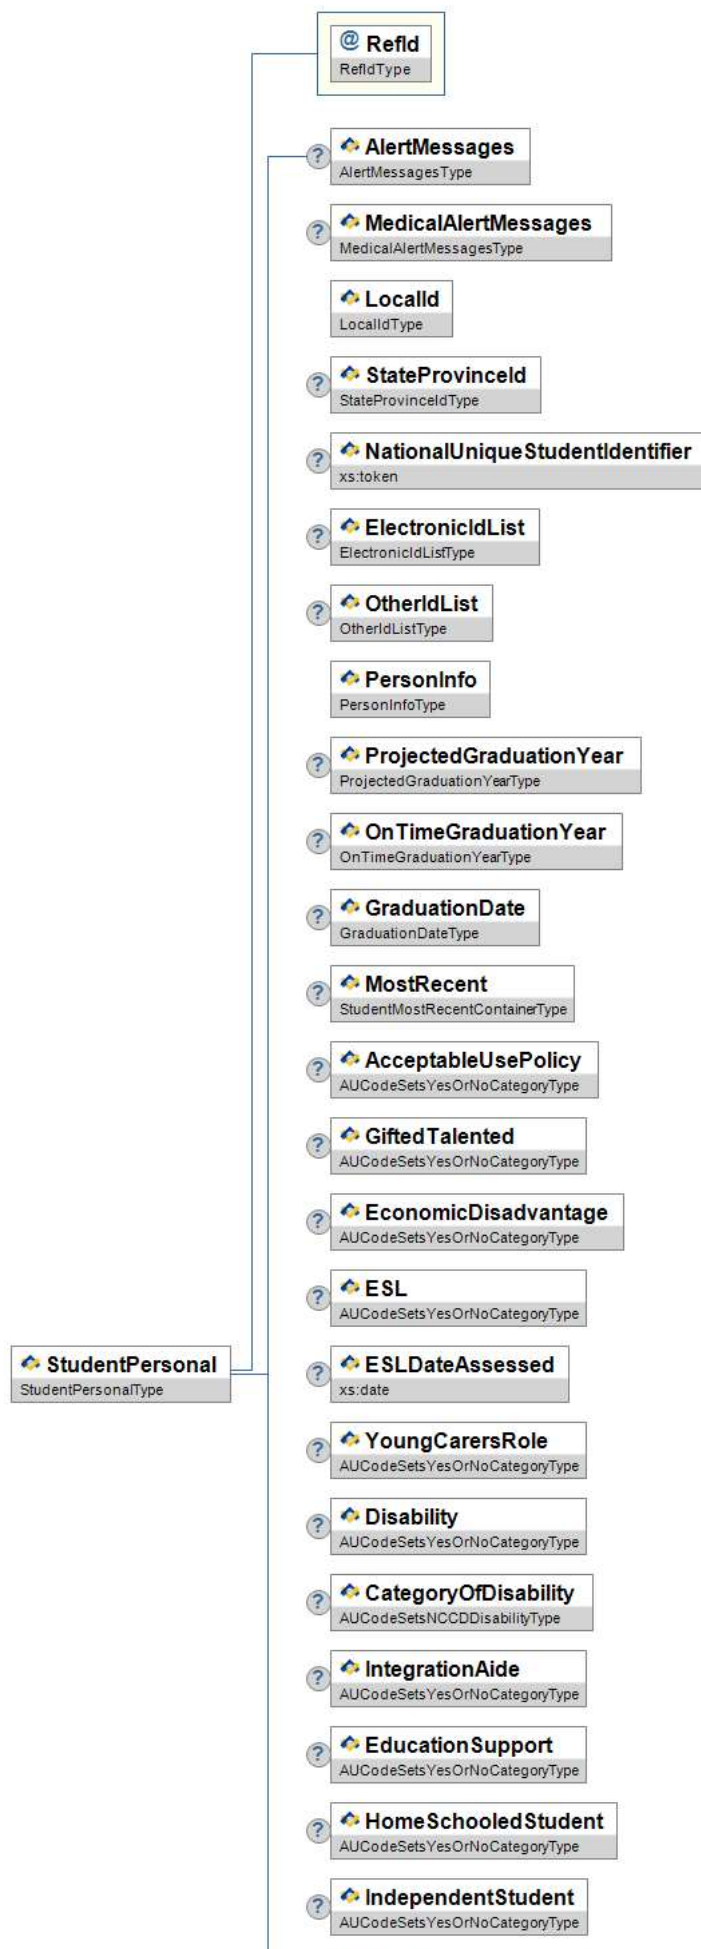 @ RefId
RefIdType
? AlertMessages
AlertMessagesType
? MedicalAlertMessages
MedicalAlertMessagesType
LocalId
LocalIdType
? StateProvinceId
StateProvinceIdType
? NationalUniqueStudentIdentifier
xs:token
? ElectronicIdList
ElectronicIdListType
? OtherIdList
OtherIdListType
PersonInfo
PersonInfoType
? ProjectedGraduationYear
ProjectedGraduationYearType
? OnTimeGraduationYear
OnTimeGraduationYearType
? GraduationDate
GraduationDateType
? MostRecent
StudentMostRecentContainerType
? AcceptableUsePolicy
AUCodeSetsYesOrNoCategoryType
? GiftedTalented
AUCodeSetsYesOrNoCategoryType
? EconomicDisadvantage
AUCodeSetsYesOrNoCategoryType
? ESL
AUCodeSetsYesOrNoCategoryType
StudentPersonal
StudentPersonalType
? ESLDateAssessed
xs:date
? YoungCarersRole
AUCodeSetsYesOrNoCategoryType
? Disability
AUCodeSetsYesOrNoCategoryType
? CategoryOfDisability
AUCodeSetsNCCDDisabilityType
? IntegrationAide
AUCodeSetsYesOrNoCategoryType
? EducationSupport
AUCodeSetsYesOrNoCategoryType
? HomeSchooledStudent
AUCodeSetsYesOrNoCategoryType
? IndependentStudent
AUCodeSetsYesOrNoCategoryType